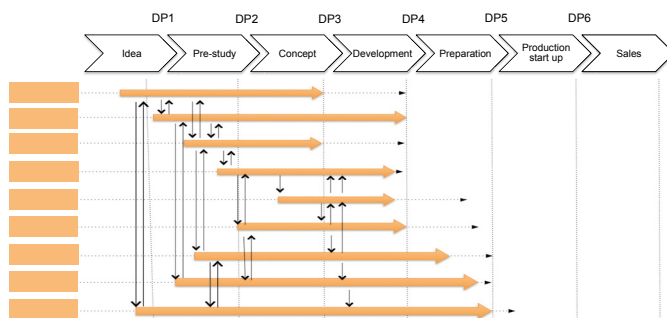 DP1 DP2 DP3 DP4 DP5 DP6
Idea Pre-study Concept Development Preparation Production start up Sales